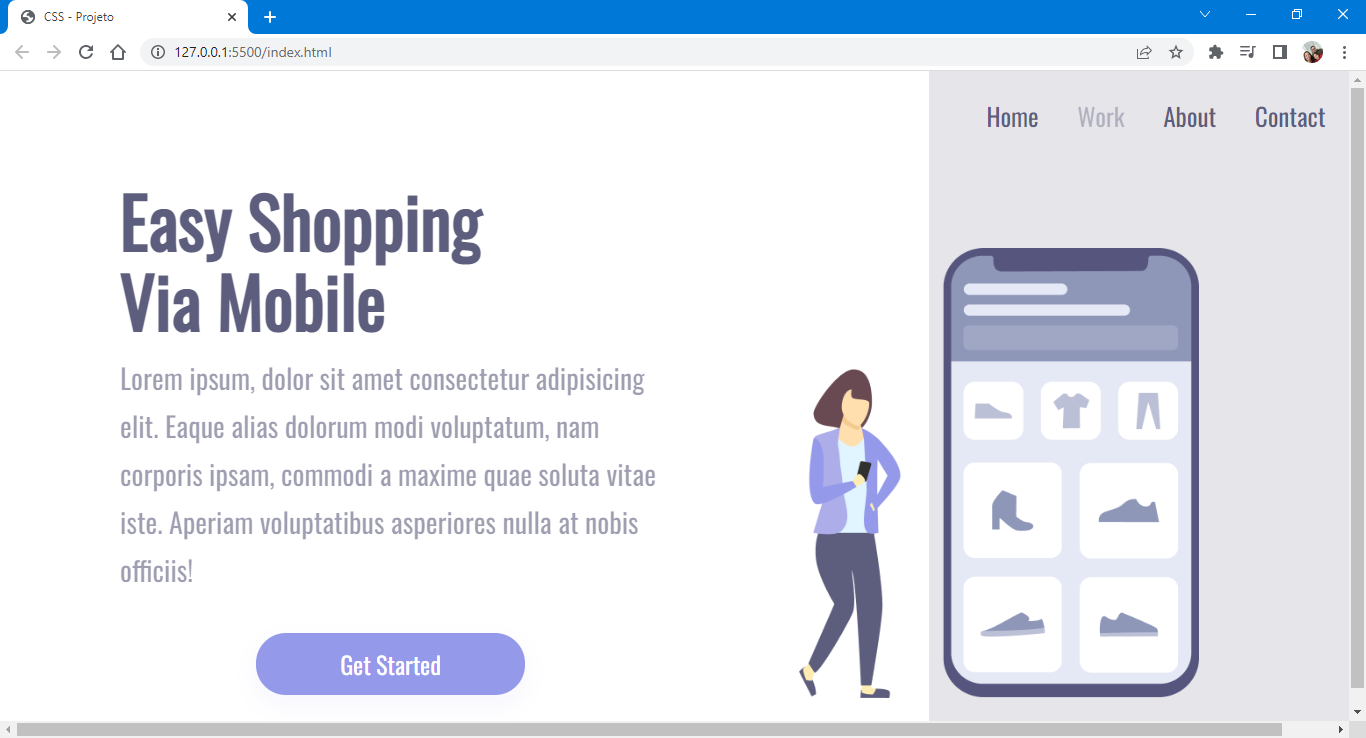 CSS - Projeto
127.0.0.1:5500/index.html
Home Work About Contact
Easy Shopping
Via Mobile
Lorem ipsum, dolor sit amet consectetur adipisicing
elit. Eaque alias dolorum modi voluptatum, nam
corporis ipsam, commodi a maxime quae soluta vitae
iste. Aperiam voluptatibus asperiores nulla at nobis
officiis!
Get Started